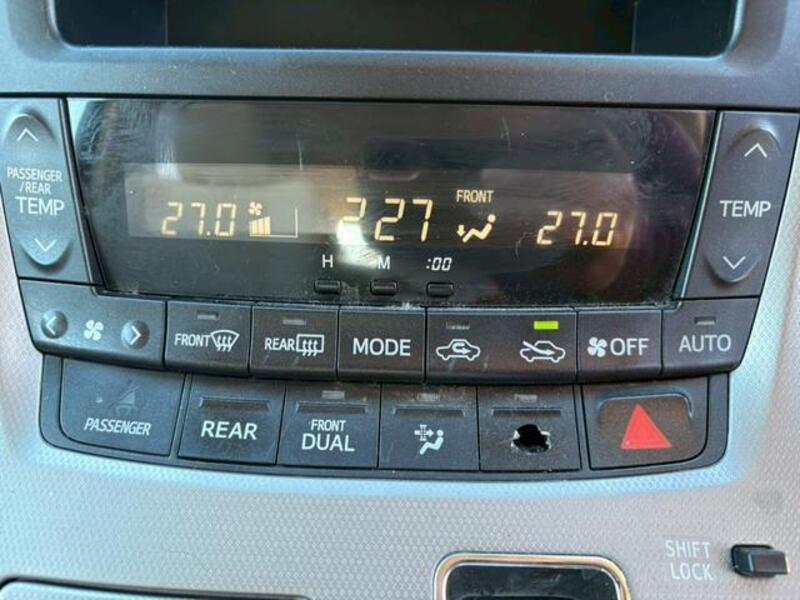 PASSENGER
/REAR
TEMP
27.0
2:27
FRONT
27.0
TEMP
H M :00
FRONT
REAR
MODE
OFF
AUTO
PASSENGER
REAR
FRONT
DUAL
SHIFT
LOCK